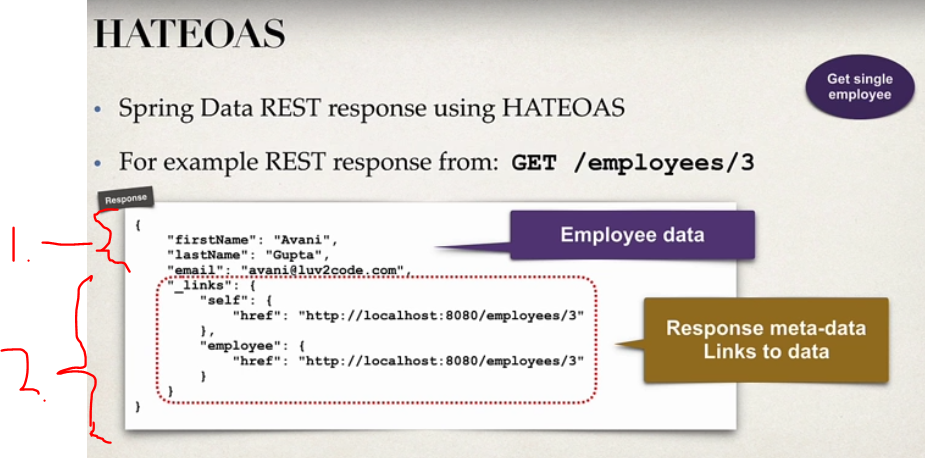 HATEOAS
Get single
employee
• Spring Data REST response using HATEOAS
• For example REST response from: GET /employees/3
Response
{
"firstName": "Avani",
"lastName": "Gupta",
"email": "avani@luv2code.com",
"_links": {
"self": {
"href": "http://localhost:8080/employees/3"
},
"employee": {
"href": "http://localhost:8080/employees/3"
}
}
}
Employee data
Response meta-data
Links to data
1.
2.